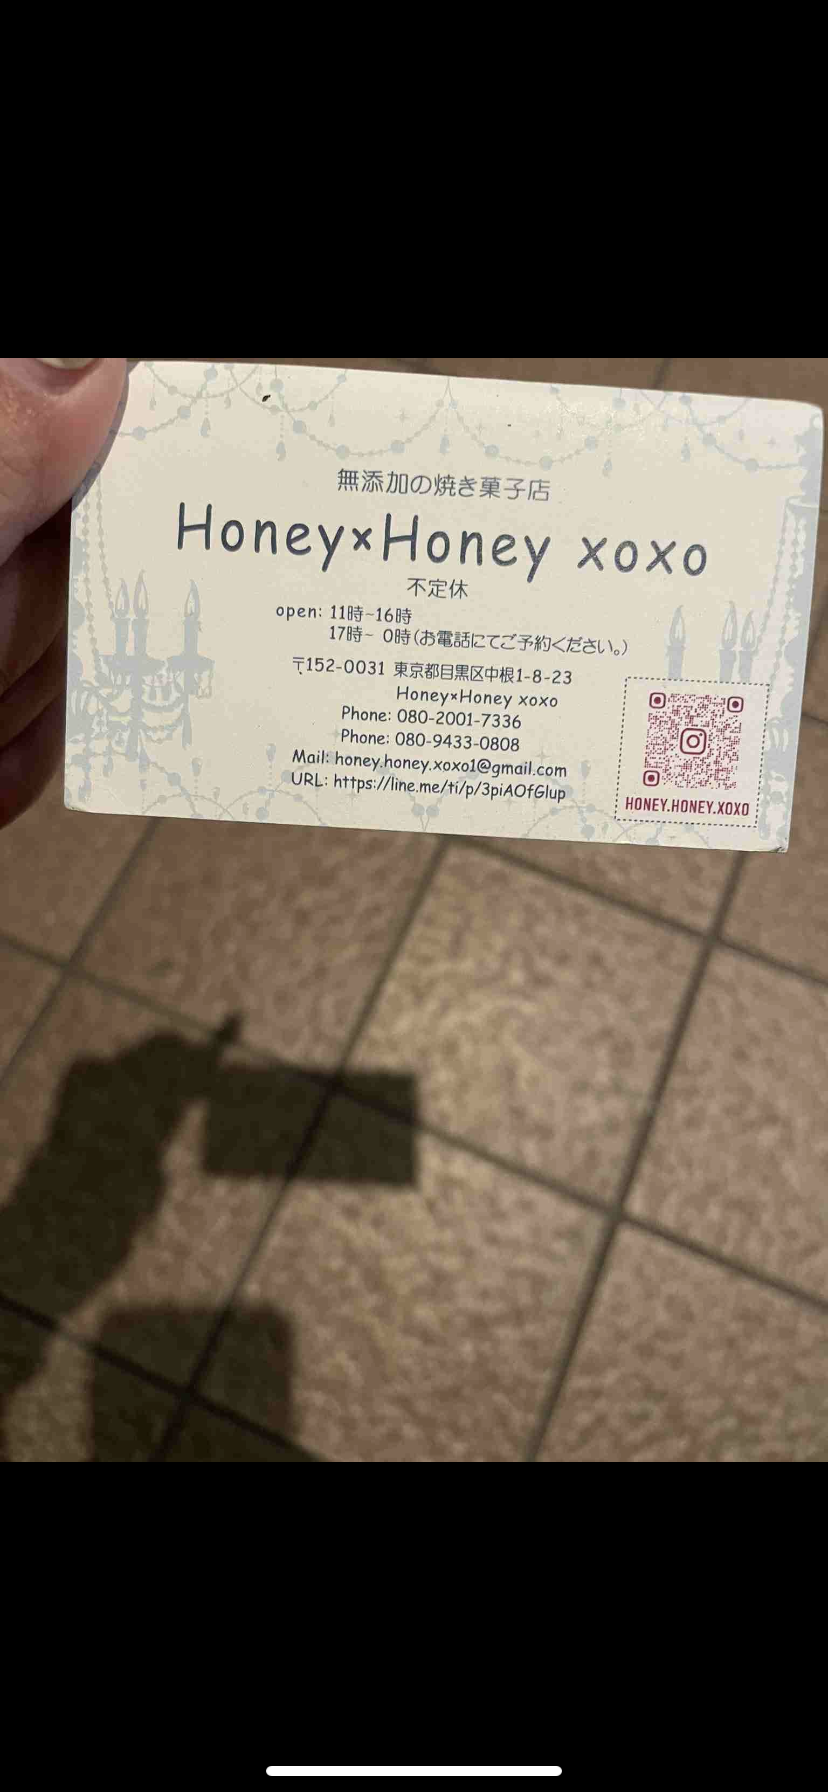 無添加の焼き菓子店
Honey×Honey xoxo
不定休
open: 11時~16時
17時~ 0時(お電話にてご予約ください。)
〒152-0031 東京都目黒区中根1-8-23
Honey×Honey xoxo
Phone: 080-2001-7336
Phone: 080-9433-0808
Mail: honey.honey.xoxo1@gmail.com
URL: https://line.me/ti/p/3piAOfGlup
HONEY.HONEY.XOXO